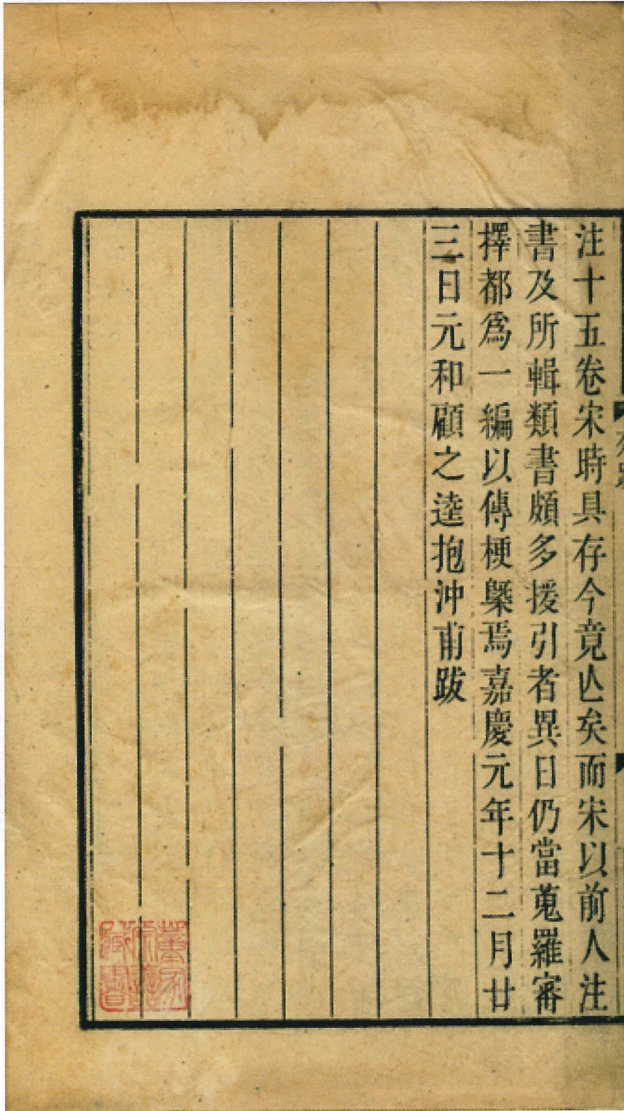 注十五卷宋時具存今竟亾矣而宋以前人注
書及所輯類書頗多援引者異日仍當蒐羅審
擇都爲一編以傳梗槩焉嘉慶元年十二月廿
三日元和顧之逵抱沖甫跋